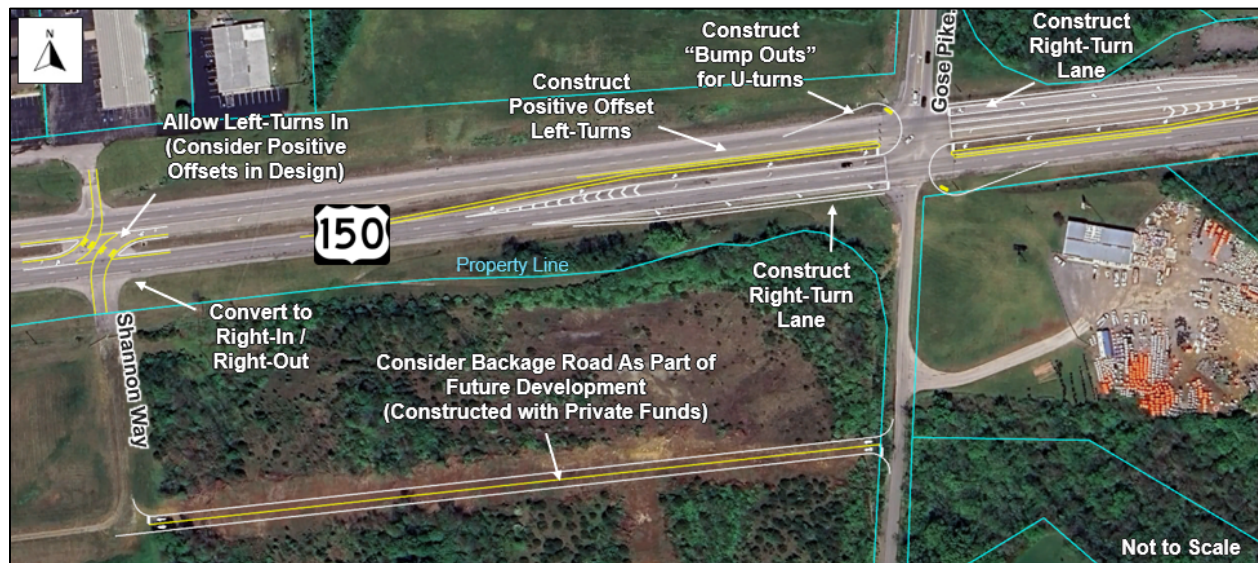 N
Construct
"Bump Outs"
for U-turns
Gose Pike
Construct
Right-Turn
Lane
Construct
Positive Offset
Left-Turns
Allow Left-Turns In
(Consider Positive
Offsets in Design)
150
Property Line
Construct
Right-Turn
Lane
Convert to
Right-In /
Right-Out
Shannon Way
Consider Backage Road As Part of
Future Development
(Constructed with Private Funds)
Not to Scale